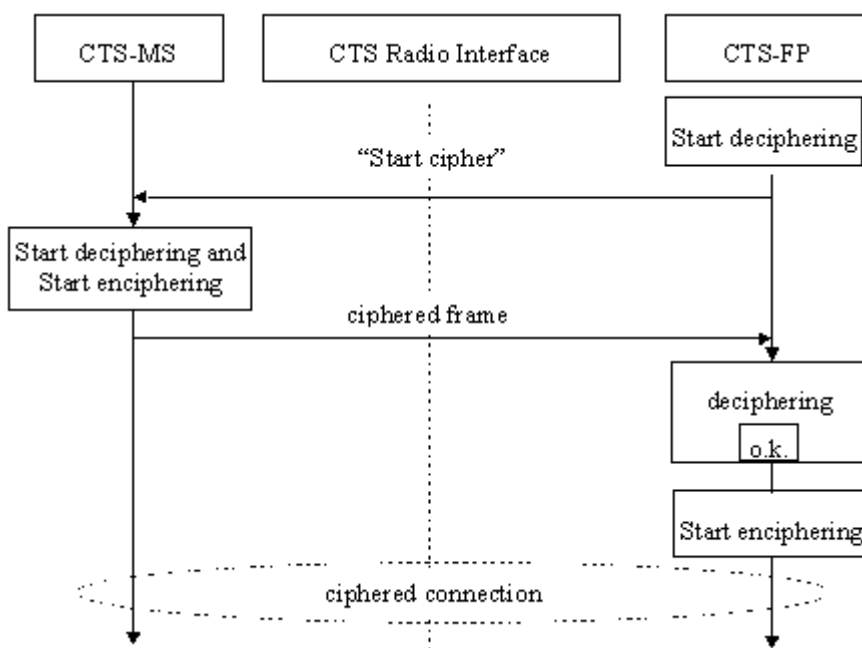 CTS-MS
CTS Radio Interface
CTS-FP
Start deciphering
“Start cipher”
Start deciphering and
Start enciphering
ciphered frame
deciphering
o.k.
Start enciphering
ciphered connection